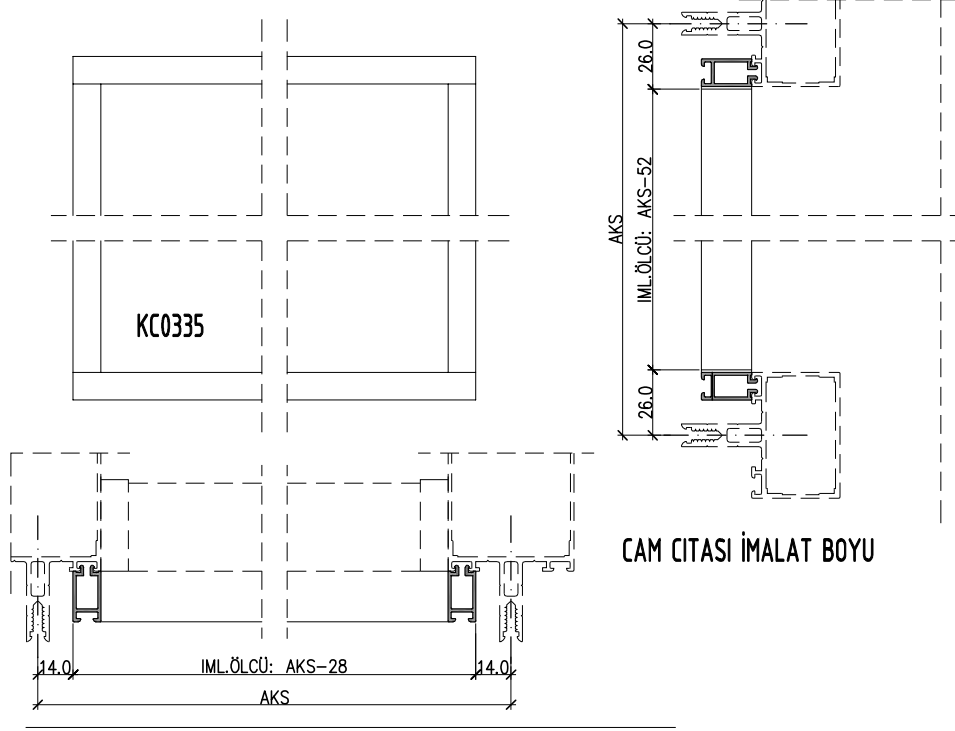 26.0
IML.ÖLCÜ: AKS-52
AKS
KC0335
26.0
CAM CITASI İMALAT BOYU
14.0
IML.ÖLCÜ: AKS-28
14.0
AKS